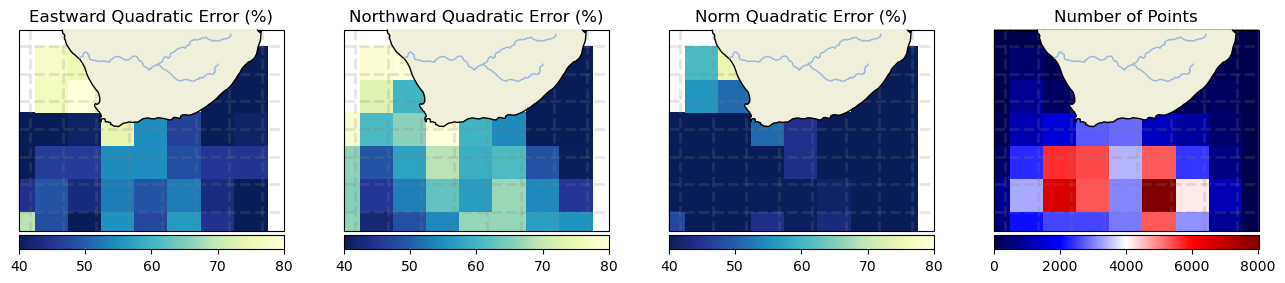 Eastward Quadratic Error (%)
Northward Quadratic Error (%)
Norm Quadratic Error (%)
Number of Points
40 50 60 70 80
40 50 60 70 80
40 50 60 70 80
0 2000 4000 6000 8000